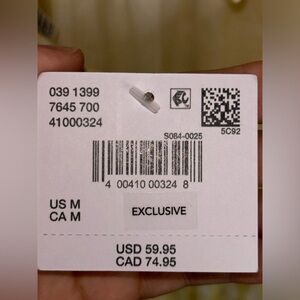 039 1399
7645 700
41000324
S084-0025
5C92
4 00410 00324 8
US M
CA M
EXCLUSIVE
USD 59.95
CAD 74.95